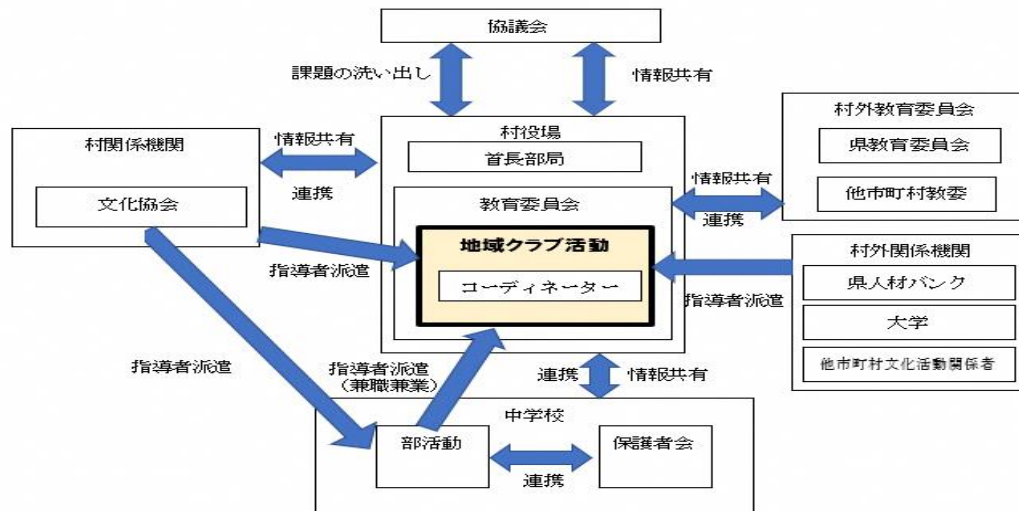 協議会
課題の洗い出し
情報共有
村役場
首長部局
村関係機関
文化協会
情報共有
連携
村外教育委員会
県教育委員会
他市町村教委
情報共有
連携
教育委員会
地域クラブ活動
コーディネーター
指導者派遣
村外関係機関
県人材バンク
大学
他市町村文化活動関係者
指導者派遣
指導者派遣
指導者派遣
（兼職兼業）
連携
情報共有
中学校
部活動
保護者会
連携